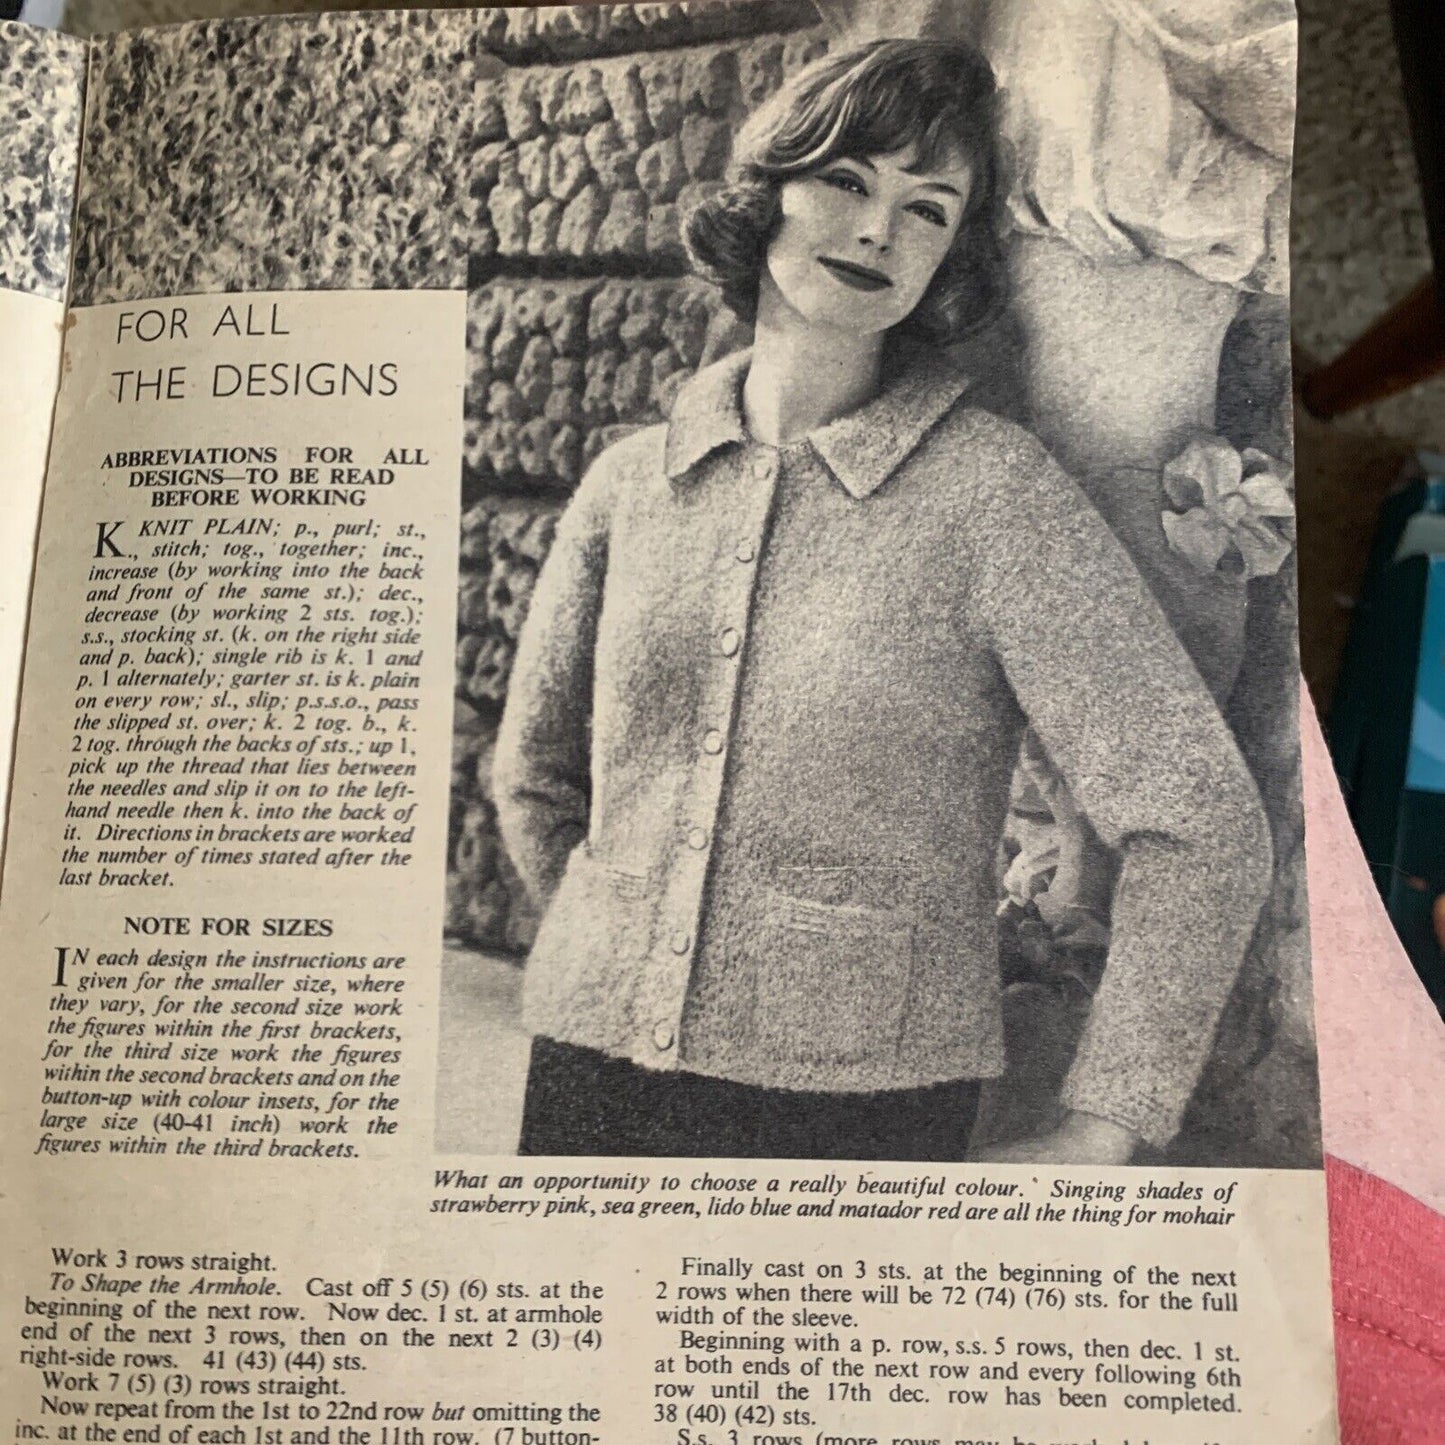 FOR ALL
THE DESIGNS
ABBREVIATIONS FOR ALL
DESIGNS—TO BE READ
BEFORE WORKING
K KNIT PLAIN; p., purl; st.,
., stitch; tog., together; inc.,
increase (by working into the back
and front of the same st.); dec.,
decrease (by working 2 sts. tog.);
s.s., stocking st. (k. on the right side
and p. back); single rib is k. 1 and
p. 1 alternately; garter st. is k. plain
on every row; sl., slip; p.s.s.o., pass
the slipped st. over; k. 2 tog. b., k.
2 tog. through the backs of sts.; up 1,
pick up the thread that lies between
the needles and slip it on to the left-
hand needle then k. into the back of
it. Directions in brackets are worked
the number of times stated after the
last bracket.
NOTE FOR SIZES
IN each design the instructions are
given for the smaller size, where
they vary, for the second size work
the figures within the first brackets,
for the third size work the figures
within the second brackets and on the
button-up with colour insets, for the
large size (40-41 inch) work the
figures within the third brackets.
What an opportunity to choose a really beautiful colour. Singing shades of
strawberry pink, sea green, lido blue and matador red are all the thing for mohair
Work 3 rows straight.
To Shape the Armhole. Cast off 5 (5) (6) sts. at the
beginning of the next row. Now dec. 1 st. at armhole
end of the next 3 rows, then on the next 2 (3) (4)
right-side rows. 41 (43) (44) sts.
Work 7 (5) (3) rows straight.
Now repeat from the 1st to 22nd row but omitting the
inc. at the end of each 1st and the 11th row. (7 button-
Finally cast on 3 sts. at the beginning of the next
2 rows when there will be 72 (74) (76) sts. for the full
width of the sleeve.
Beginning with a p. row, s.s. 5 rows, then dec. 1 st.
at both ends of the next row and every following 6th
row until the 17th dec. row has been completed.
38 (40) (42) sts.
S.s. 3 rows (more rows may be